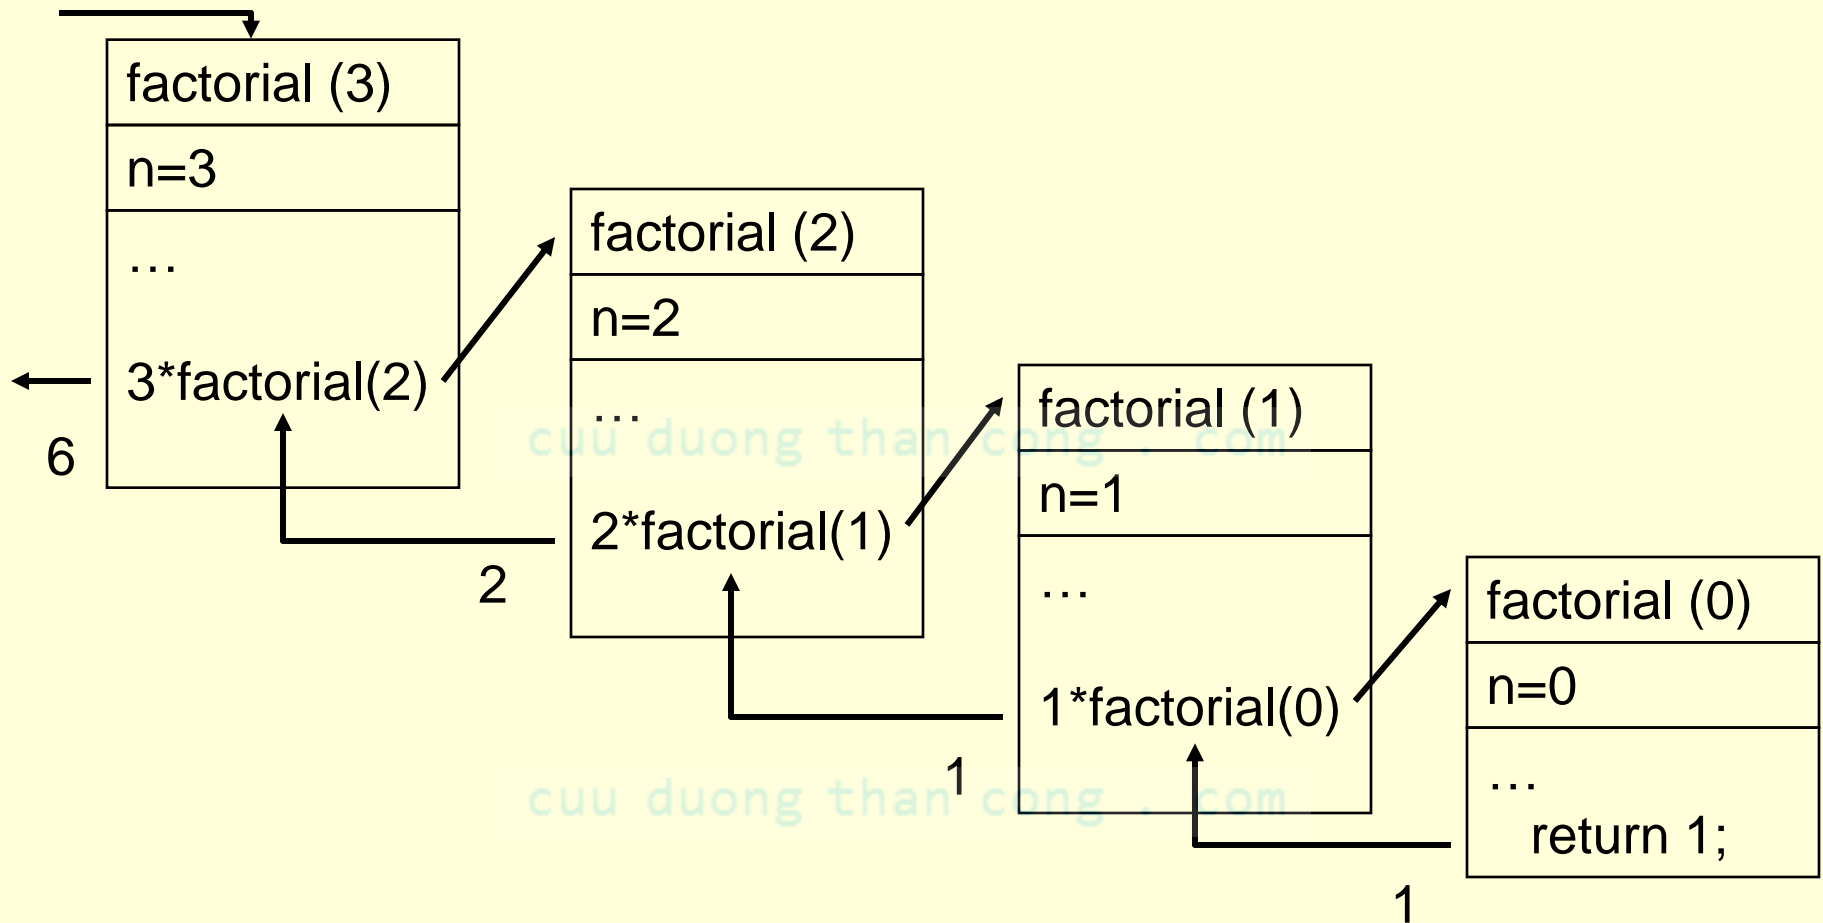 factorial (3)
n=3
…
3*factorial(2)
6
factorial (2)
n=2
…
2*factorial(1)
2
factorial (1)
n=1
…
1*factorial(0)
1
factorial (0)
n=0
…
return 1;
1
cuu duong than cong . com
cuu duong than cong . com